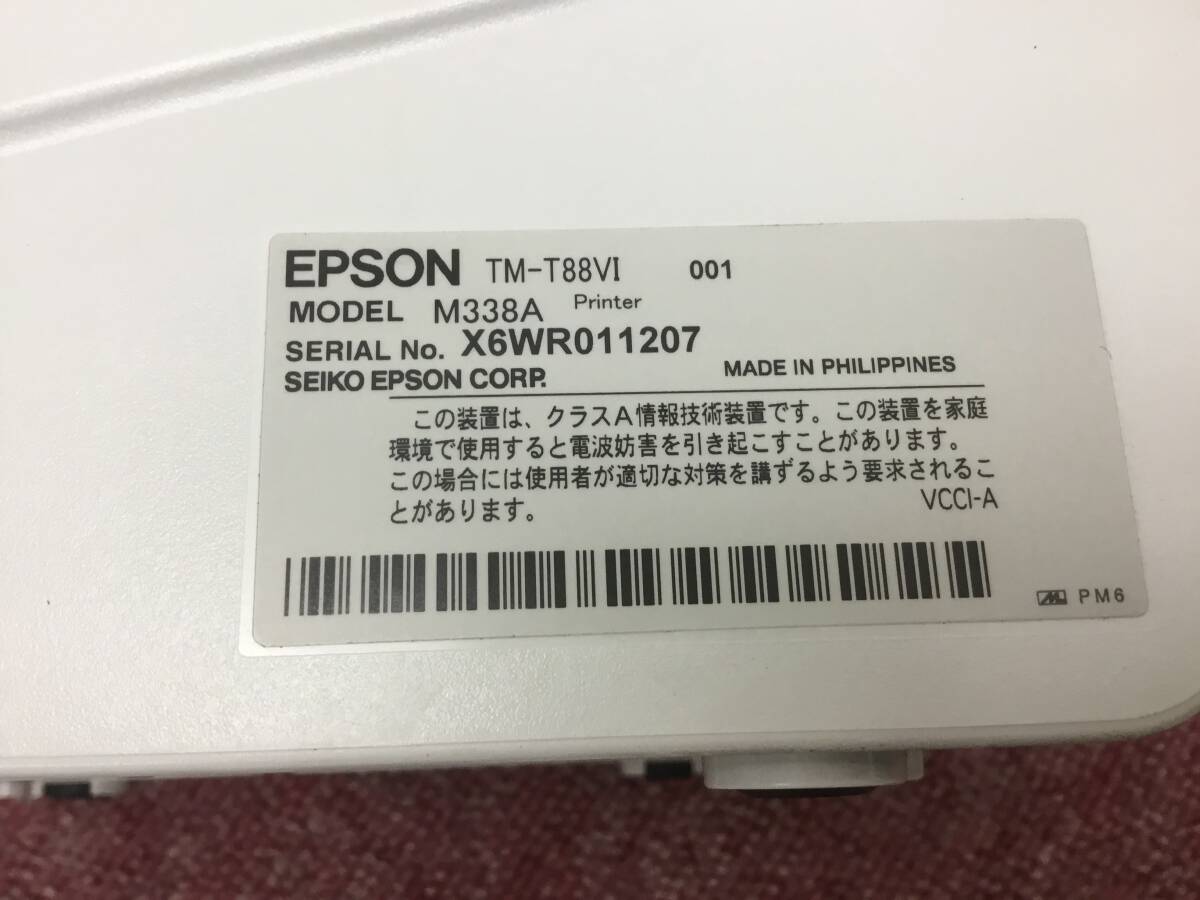 EPSON TM-T88VI 001
MODEL M338A Printer
SERIAL No. X6WR011207
SEIKO EPSON CORP. MADE IN PHILIPPINES
この装置は、クラスA情報技術装置です。この装置を家庭
環境で使用すると電波妨害を引き起こすことがあります。
この場合には使用者が適切な対策を講ずるよう要求されるこ
とがあります。 VCCI-A
PM6